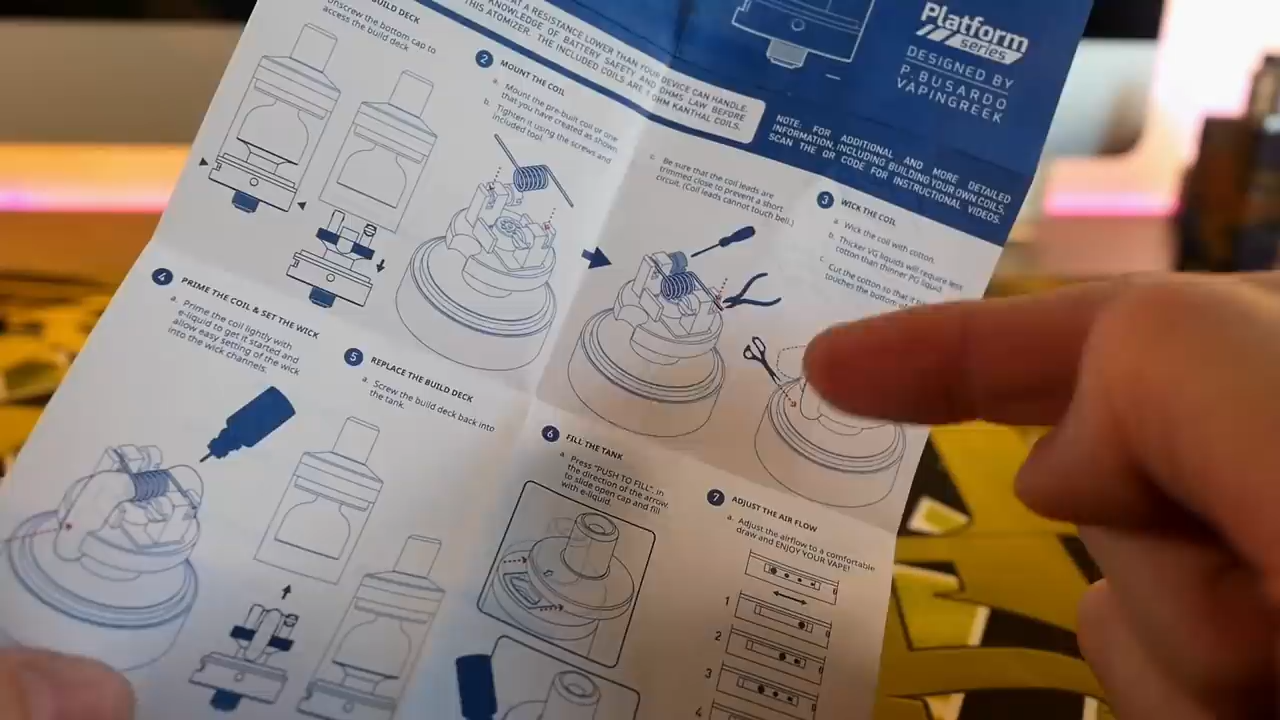 BUILD DECK
Unscrew the bottom cap to
access the build deck
AT A RESISTANCE LOWER THAN YOUR DEVICE CAN HANDLE.
KNOWLEDGE OF BATTERY SAFETY AND OHMS LAW BEFORE
THIS ATOMIZER. THE INCLUDED COILS ARE 1 OHM KANTHAL COILS.
Platform
series
DESIGNED BY
P. BUSARDO
VAPINGREEK
NOTE: FOR ADDITIONAL AND MORE DETAILED
INFORMATION, INCLUDING BUILDING YOUR OWN COILS,
SCAN THE QR CODE FOR INSTRUCTIONAL VIDEOS.
2 MOUNT THE COIL
a. Mount the pre-built coil or one
that you have created as shown
b. Tighten it using the screws and
included tool
c. Be sure that the coil leads are
trimmed close to prevent a short
circuit. (Coil leads cannot touch bell.)
3 WICK THE COIL
a. Wick the coil with cotton.
b. Thicker VG liquids will require less
cotton than thinner PG liquid.
c. Cut the cotton so that it
touches the bottom
4 PRIME THE COIL & SET THE WICK
a. Prime the coil lightly with
e-liquid to get it started and
allow easy setting of the wick
into the wick channels.
5 REPLACE THE BUILD DECK
a. Screw the build deck back into
the tank.
6 FILL THE TANK
a. Press "PUSH TO FILL", in
the direction of the arrow,
to slide open cap and fill
with e-liquid.
7 ADJUST THE AIR FLOW
a. Adjust the airflow to a comfortable
draw and ENJOY YOUR VAPE!
1
2
3
4